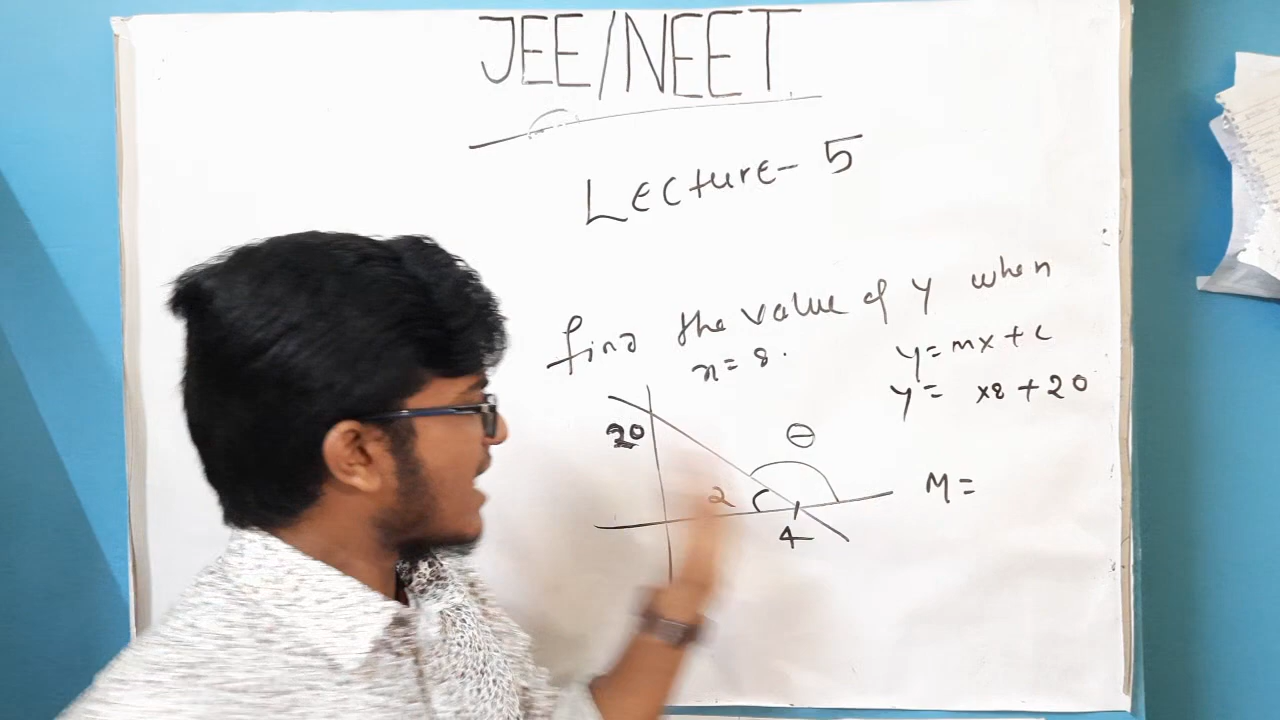 JEE/NEET
Lecture-5
find the value of y when
x=8.
y=mx+c
y= x8+20
20
θ
2
4
M=